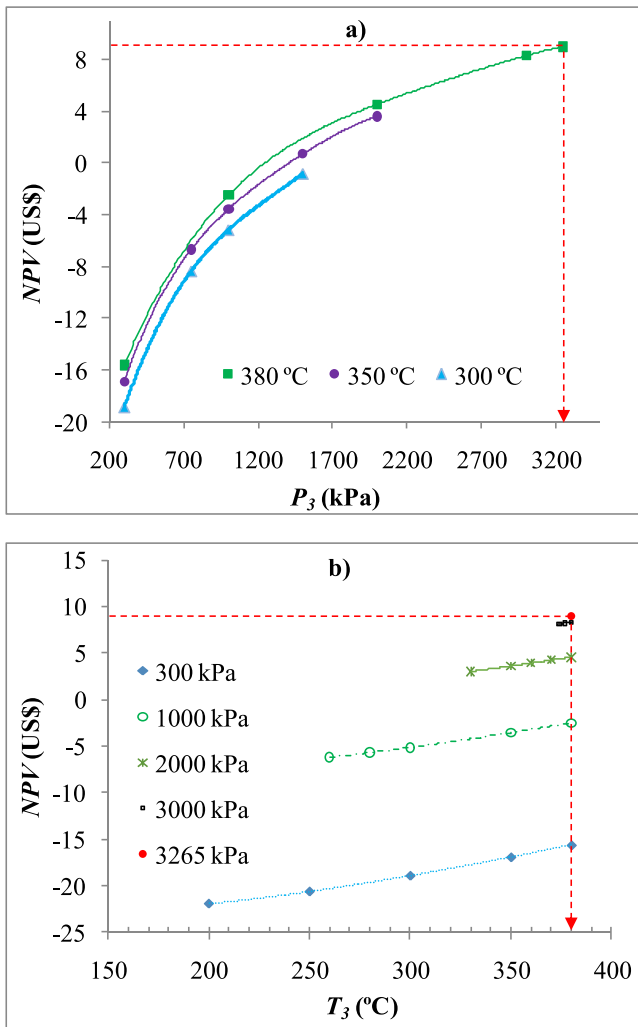 a)
8
4
0
-4
-8
-12
-16
-20
NPV (US$)
380 ºC 350 ºC 300 ºC
200 700 1200 1700 2200 2700 3200
P3 (kPa)
b)
15
10
5
0
-5
-10
-15
-20
-25
NPV (US$)
300 kPa
1000 kPa
2000 kPa
3000 kPa
3265 kPa
150 200 250 300 350 400
T3 (ºC)